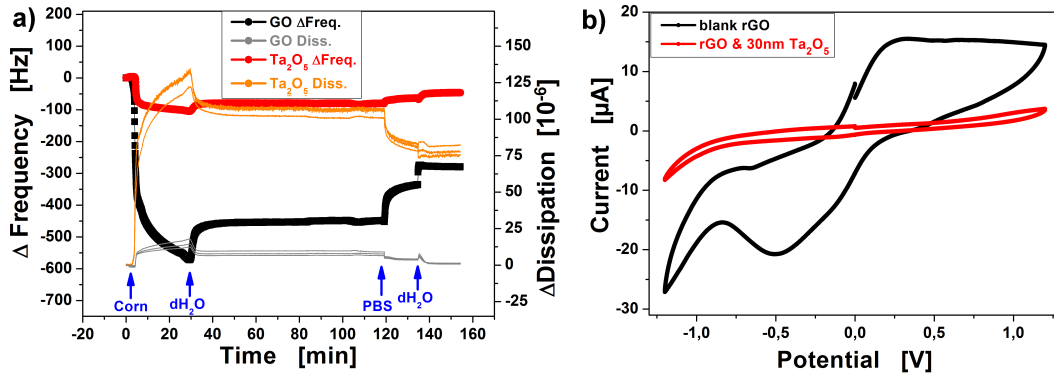 a)
GO ΔFreq.
GO Diss.
Ta2O5 ΔFreq.
Ta2O5 Diss.
Δ Frequency [Hz]
200
100
0
-100
-200
-300
-400
-500
-600
-700
150
125
100
75
50
25
0
-25
ΔDissipation [10-6]
Corn
dH2O
PBS
dH2O
-20
0
20
40
60
80
100
120
140
160
Time [min]
b)
blank rGO
rGO & 30nm Ta2O5
Current [µA]
20
10
0
-10
-20
-30
-1,0
-0,5
0,0
0,5
1,0
Potential [V]